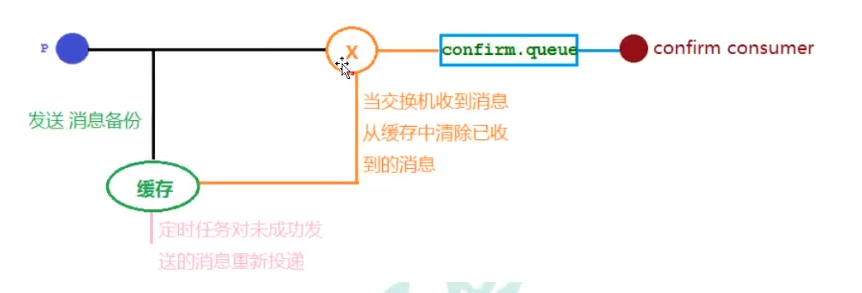 P
X
confirm.queue
confirm consumer
发送 消息备份
当交换机收到消息
从缓存中清除已收
到的消息
缓存
定时任务对未成功发
送的消息重新投递